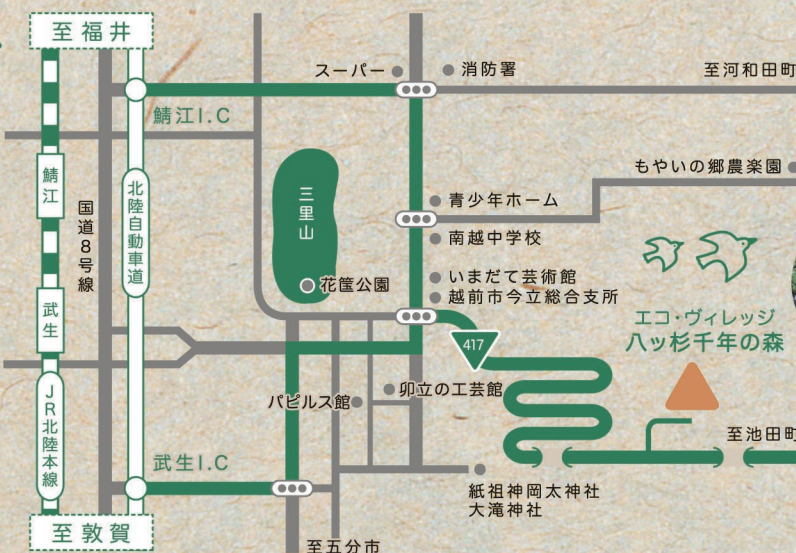 至福井
スーパー
消防署
至河和田町
鯖江I.C
もやいの郷農楽園
鯖江
北陸自動車道
国道8号線
三里山
青少年ホーム
南越中学校
花筐公園
いまだて芸術館
越前市今立総合支所
武生
417
エコ・ヴィレッジ
八ッ杉千年の森
パピルス館
卯立の工芸館
JR北陸本線
至池田町
武生I.C
紙祖神岡太神社
大滝神社
至敦賀
至五分市